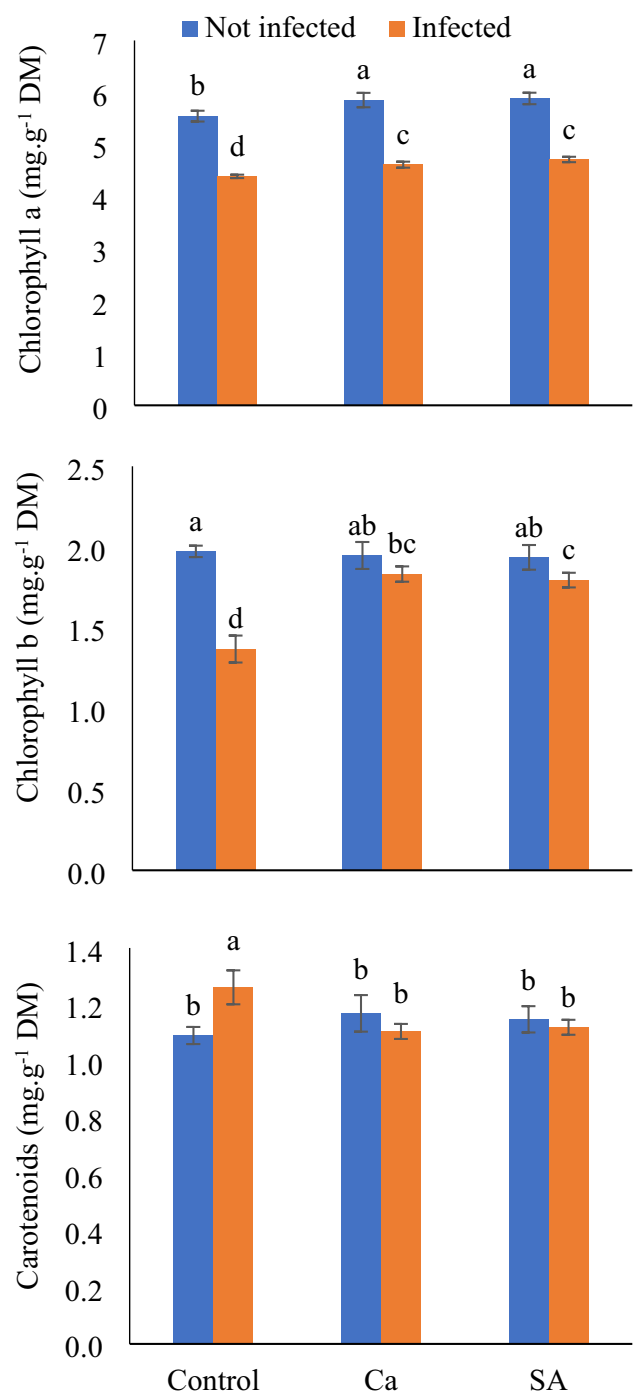 Not infected Infected
Chlorophyll a (mg.g-1 DM)
7
6
5
4
3
2
1
0
b
d
a
c
a
c
Chlorophyll b (mg.g-1 DM)
2.5
2.0
1.5
1.0
0.5
0.0
a
d
ab
bc
ab
c
Carotenoids (mg.g-1 DM)
1.4
1.2
1.0
0.8
0.6
0.4
0.2
0.0
b
a
b
b
b
b
Control Ca SA